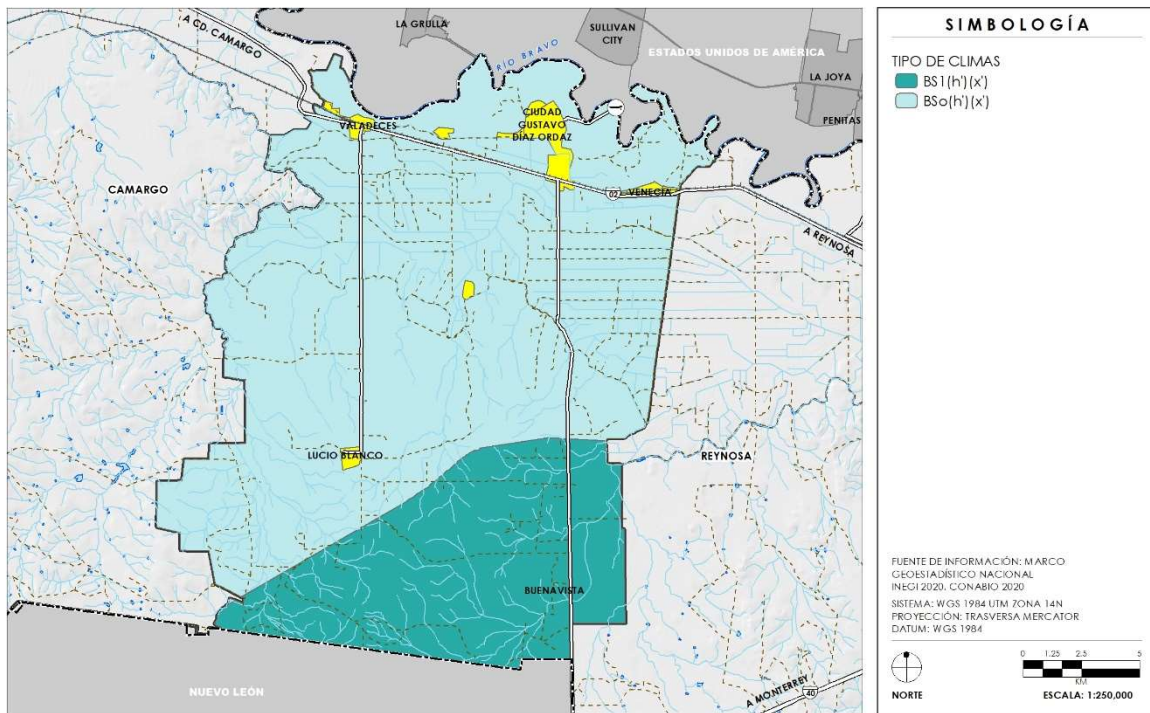 LA GRULLA
SULLIVAN
CITY
ESTADOS UNIDOS DE AMÉRICA
A CD. CAMARGO
RÍO BRAVO
LA JOYA
PENITAS
VALADECES
CIUDAD
GUSTAVO
DÍAZ ORDAZ
CAMARGO
02
VENECIA
A REYNOSA
LUCIO BLANCO
REYNOSA
BUENAVISTA
NUEVO LEÓN
A MONTERREY
40
SIMBOLOGÍA
TIPO DE CLIMAS
BS1(h')(x')
BSo(h')(x')
FUENTE DE INFORMACIÓN: MARCO
GEOESTADÍSTICO NACIONAL
INEGI 2020. CONABIO 2020
SISTEMA: WGS 1984 UTM ZONA 14N
PROYECCIÓN: TRASVERSA MERCATOR
DATUM: WGS 1984
NORTE
0 1.25 2.5 5
KM
ESCALA: 1:250,000